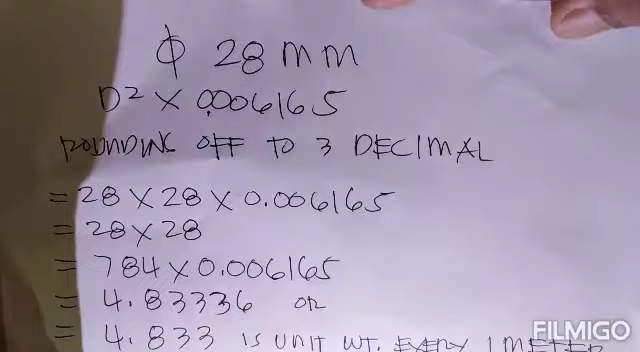 φ 28 mm
D² × 0.006165
ROUNDING OFF TO 3 DECIMAL
= 28 × 28 × 0.006165
= 28 × 28
= 784 × 0.006165
= 4.83336 OR
= 4.833 IS UNIT WT. EVERY 1 METER
FILMIGO